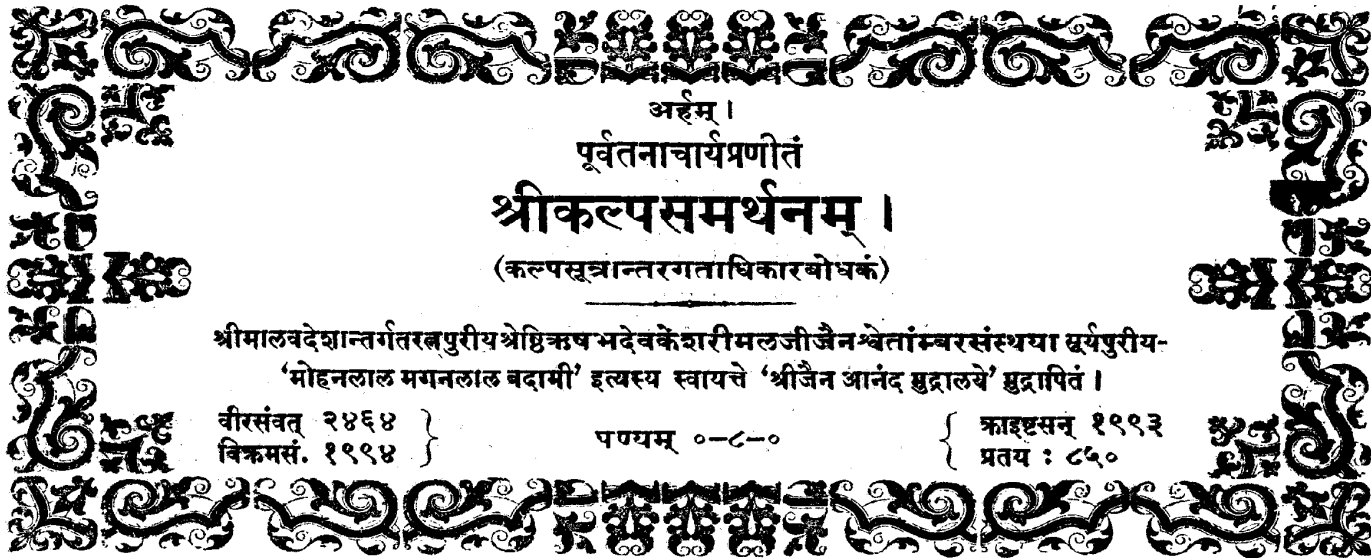 अर्हम् ।
पूर्वतनाचार्यप्रणीतं
श्रीकल्पसमर्थनम् ।
(कल्पसूत्रान्तरगताधिकारबोधकं)
श्रीमालवदेशान्तर्गतरत्नपुरीयश्रेष्ठिऋषभदेवकेशरीमलजीजैनश्वेतांम्बरसंस्थया सूर्यपुरीय-
'मोहनलाल मगनलाल बदामी' इत्यस्य स्वायत्ते 'श्रीजैन आनंद मुद्रालये' मुद्रापितं ।
वीरसंवत् २४६४
विक्रमसं. १९९४
पण्यम् ०-८-०
क्राइष्टसन् १९९३
प्रतय : ८५०